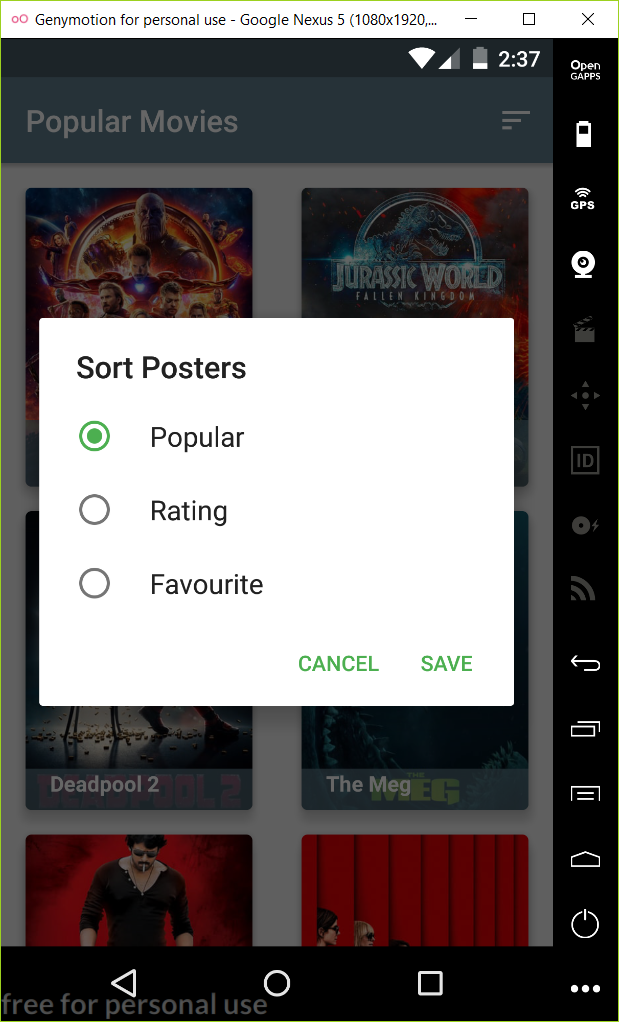 Genymotion for personal use - Google Nexus 5 (1080x1920,...
2:37
Open
GAPPS
Popular Movies
GPS
JURASSIC WORLD
FALLEN KINGDOM
Sort Posters
Popular
Rating
Favourite
ID
CANCEL SAVE
Deadpool 2
DEADPOOL 2
The Meg
THE
MEG
free for personal use